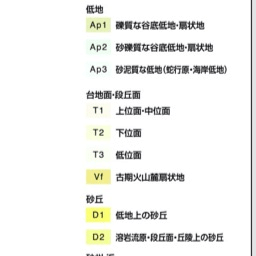 低地
Ap1 礫質な谷底低地・扇状地
Ap2 砂礫質な谷底低地・扇状地
Ap3 砂泥質な低地(蛇行原・海岸低地)
台地面・段丘面
T1 上位面・中位面
T2 下位面
T3 低位面
Vf 古期火山麓扇状地
砂丘
D1 低地上の砂丘
D2 溶岩流原・段丘面・丘陵上の砂丘